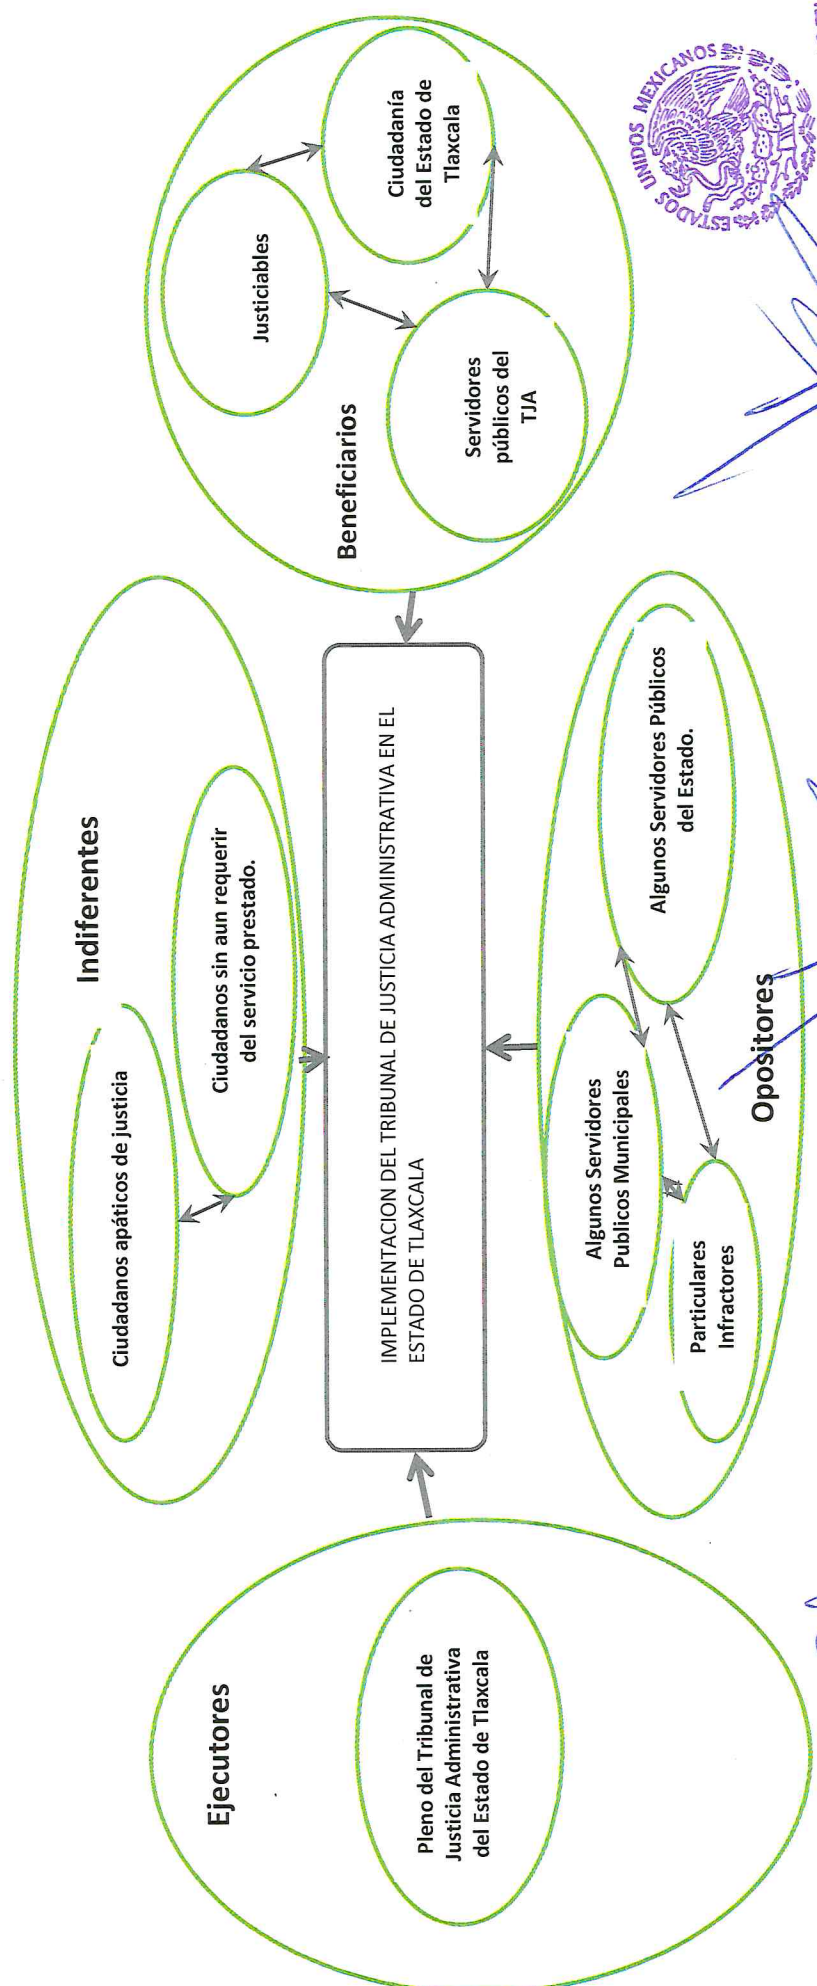 Indiferentes
Ciudadanos apáticos de justicia
Ciudadanos sin aun requerir
del servicio prestado.
Ejecutores
Pleno del Tribunal de
Justicia Administrativa
del Estado de Tlaxcala
IMPLEMENTACION DEL TRIBUNAL DE JUSTICIA ADMINISTRATIVA EN EL
ESTADO DE TLAXCALA
Beneficiarios
Justiciables
Ciudadanía
del Estado de
Tlaxcala
Servidores
públicos del
TJA
Algunos Servidores
Publicos Municipales
Algunos Servidores Públicos
del Estado.
Particulares
Infractores
Opositores
ESTADOS UNIDOS MEXICANOS